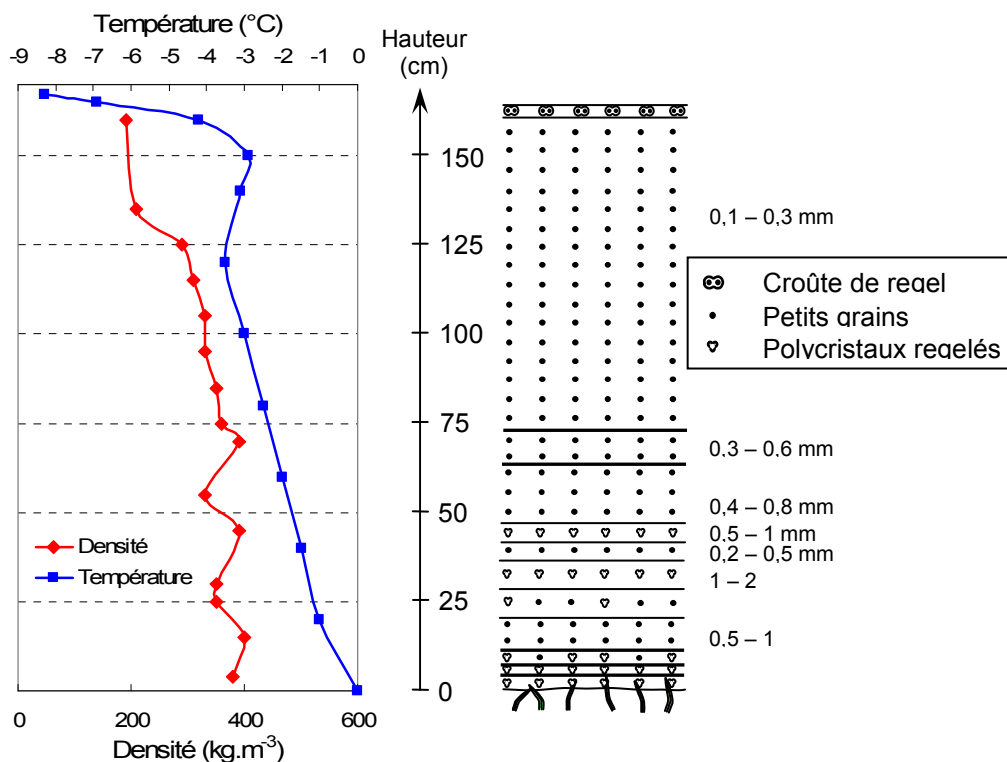 Température (°C)
-9 -8 -7 -6 -5 -4 -3 -2 -1 0
Hauteur
(cm)
150
125
100
75
50
25
0
Densité
Température
0 200 400 600
Densité (kg.m-3)
0,1 – 0,3 mm
Croûte de regel
Petits grains
Polycristaux regelés
0,3 – 0,6 mm
0,4 – 0,8 mm
0,5 – 1 mm
0,2 – 0,5 mm
1 – 2
0,5 – 1